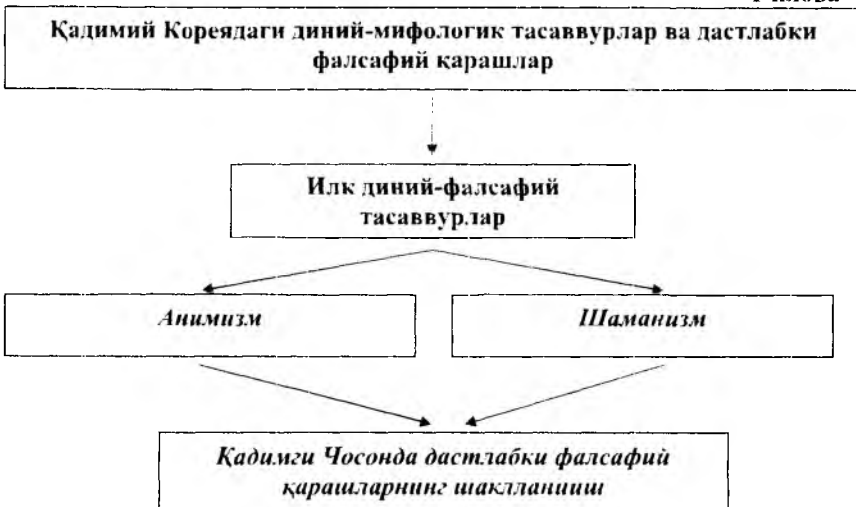 Қадимий Кореядаги диний-мифологик тасаввурлар ва дастлабки
фалсафий қарашлар
Илк диний-фалсафий
тасаввурлар
Анимизм
Шаманизм
Қадимги Чосонда дастлабки фалсафий
қарашларнинг шаклланиши